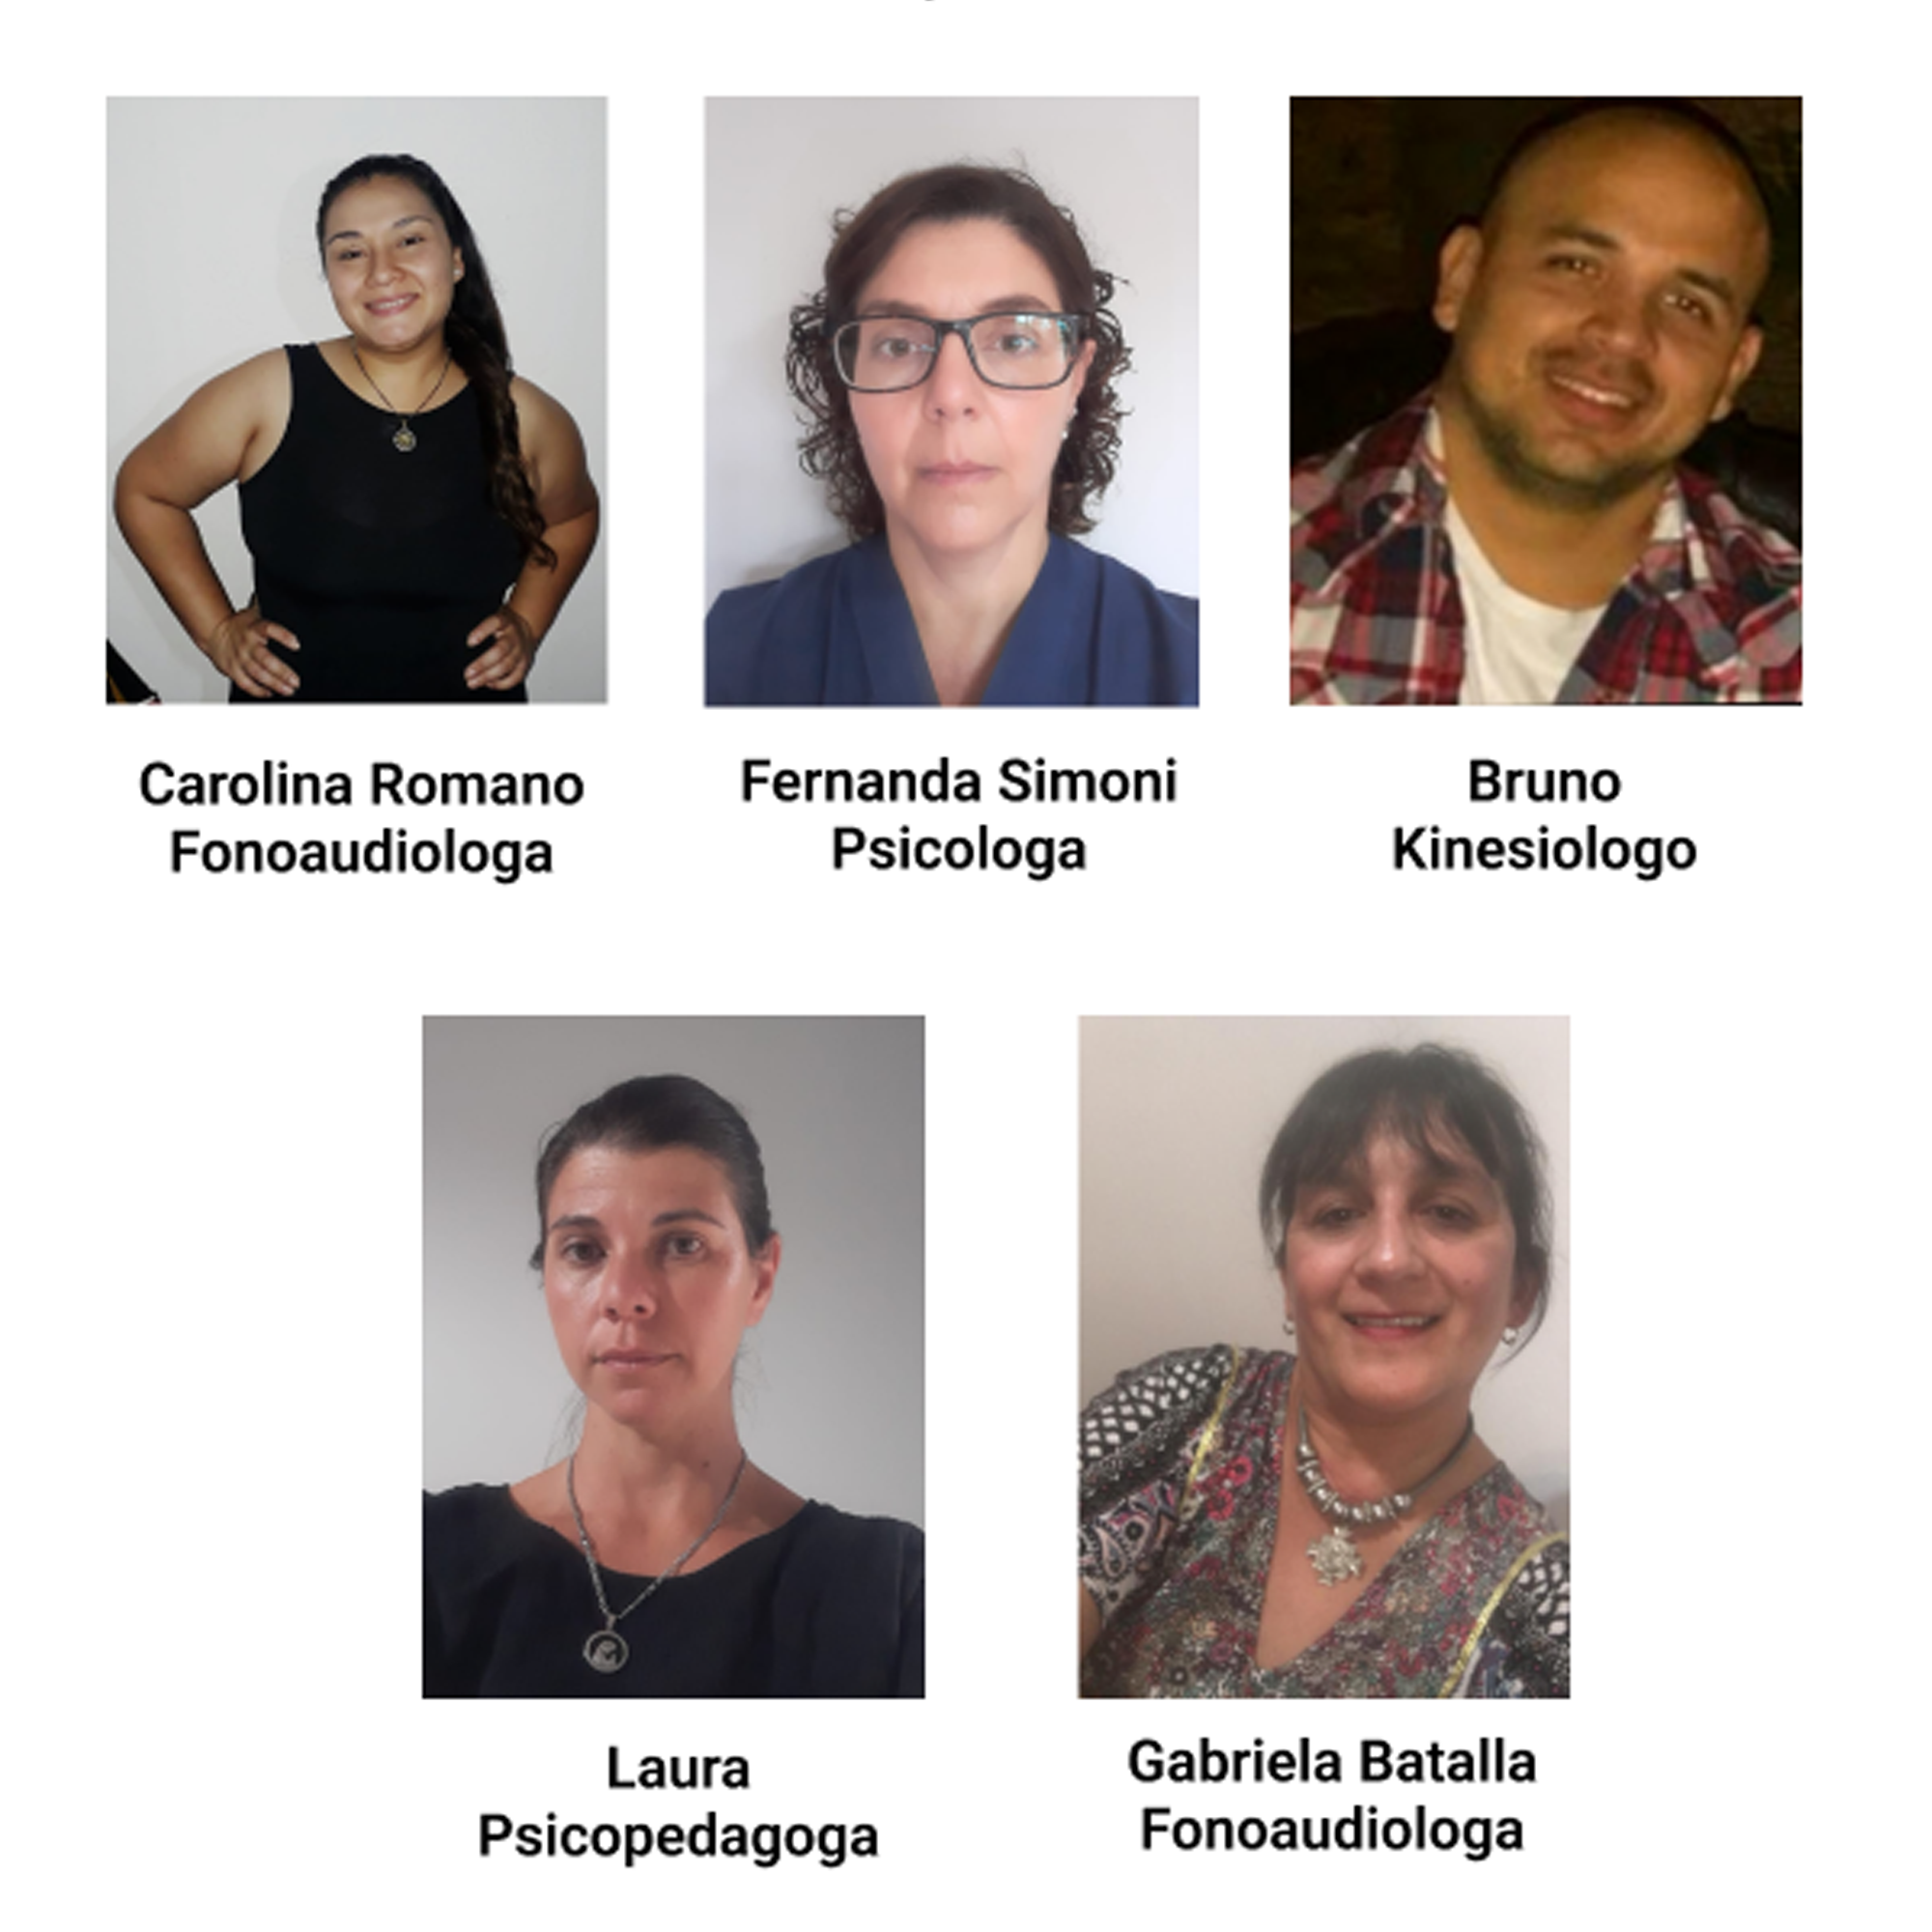 Carolina Romano
Fonoaudiologa
Fernanda Simoni
Psicologa
Bruno
Kinesiologo
Laura
Psicopedagoga
Gabriela Batalla
Fonoaudiologa